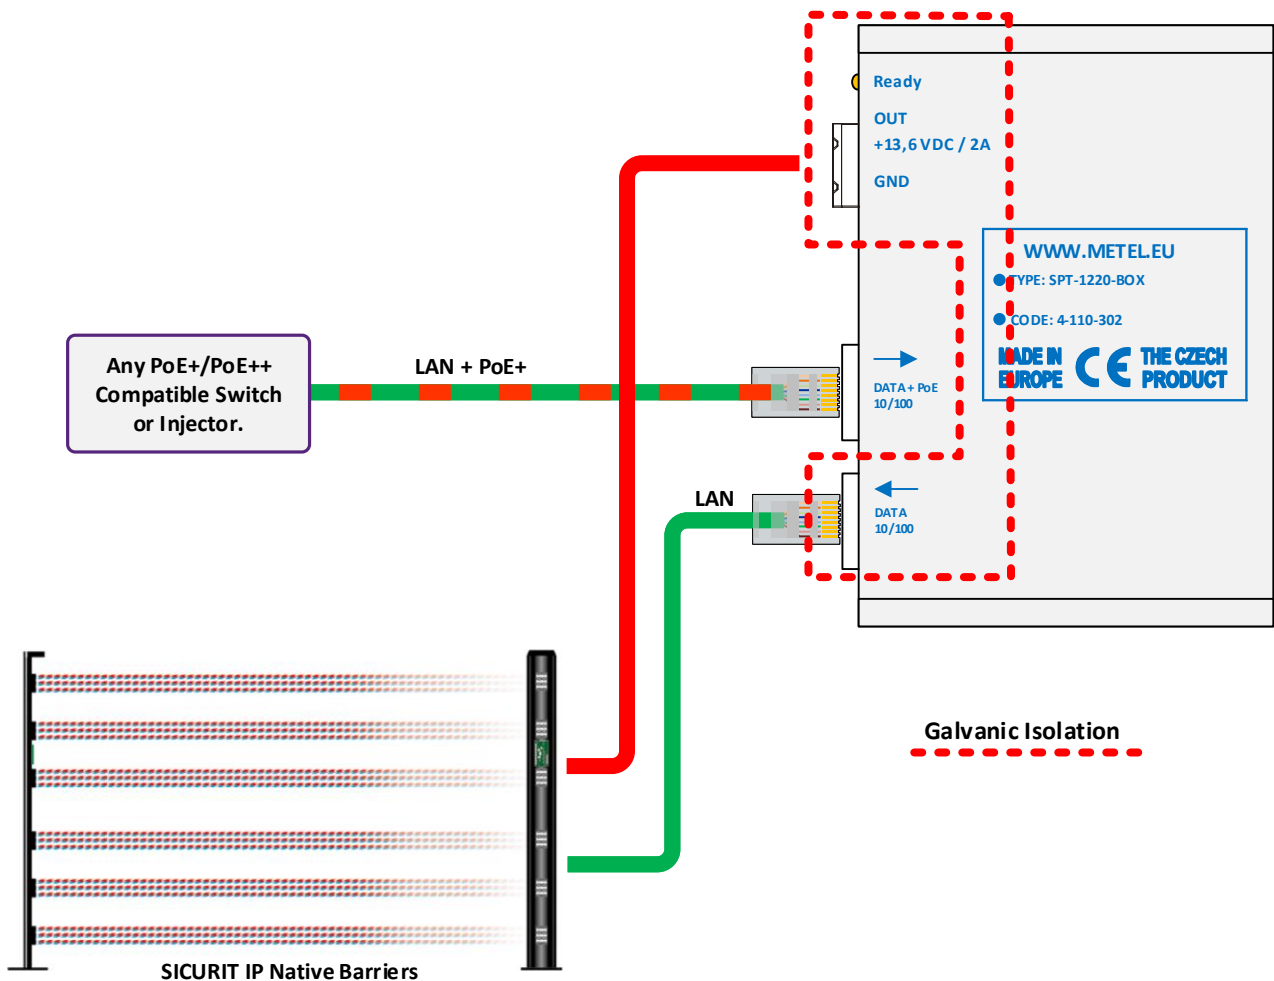 Ready
OUT
+13,6 VDC / 2A
GND
WWW.METEL.EU
TYPE: SPT-1220-BOX
CODE: 4-110-302
MADE IN
EUROPE
CE
THE CZECH
PRODUCT
Any PoE+/PoE++
Compatible Switch
or Injector.
LAN + PoE+
DATA + PoE
10/100
LAN
DATA
10/100
Galvanic Isolation
SICURIT IP Native Barriers